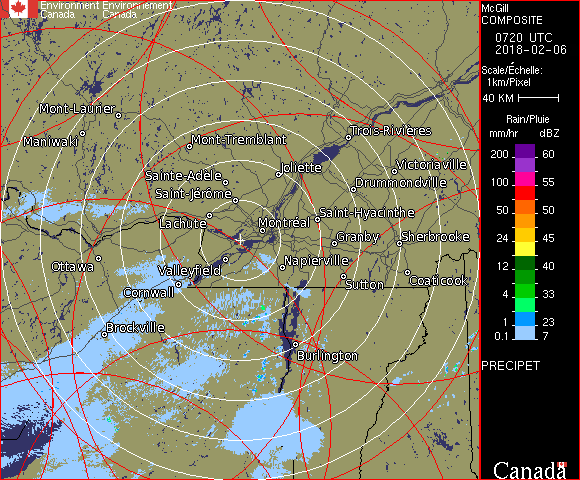 Environment Environnement
Canada Canada
McGill
COMPOSITE
0720 UTC
2018-02-06
Scale/Échelle:
1km/Pixel
40 KM
Rain/Pluie
mm/hr dBZ
200 60
100 55
50 50
24 45
12 40
4 33
1 23
0.1 7
PRECIPET
Canada
Mont-Laurier
Maniwaki
Mont-Tremblant
Trois-Rivières
Joliette
Victoriaville
Sainte-Adèle
Drummondville
Saint-Jérôme
Saint-Hyacinthe
Lachute
Montréal
Granby
Sherbrooke
Ottawa
Valleyfield
Napierville
Sutton
Coaticook
Cornwall
Brockville
Burlington